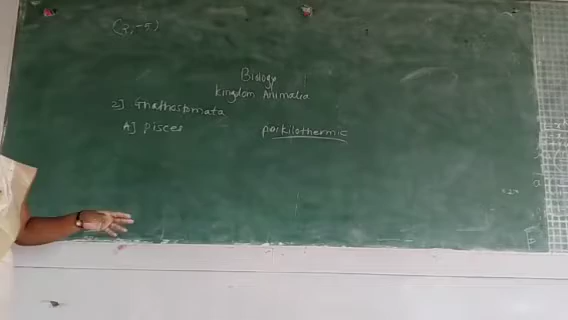 (3,-5)
Biology
kingdom Animalia
2] Gnathostomata
A] pisces
poikilothermic